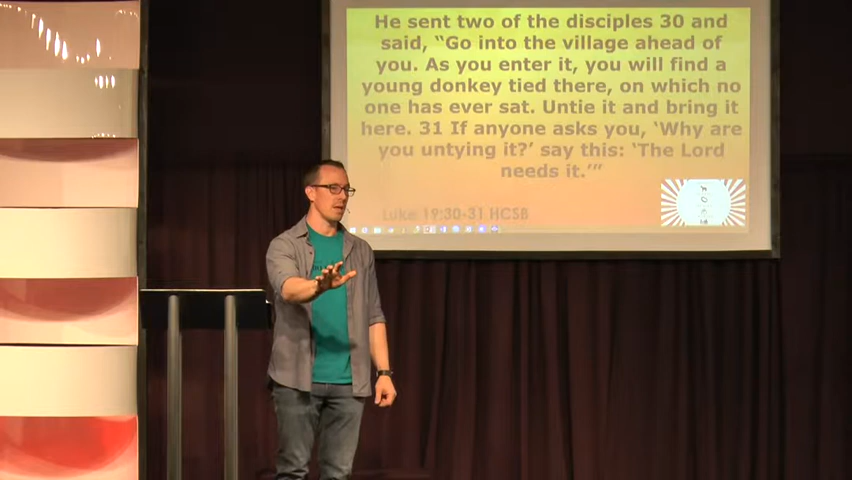 He sent two of the disciples 30 and
said, “Go into the village ahead of
you. As you enter it, you will find a
young donkey tied there, on which no
one has ever sat. Untie it and bring it
here. 31 If anyone asks you, ‘Why are
you untying it?’ say this: ‘The Lord
needs it.’”
Luke 19:30-31 HCSB